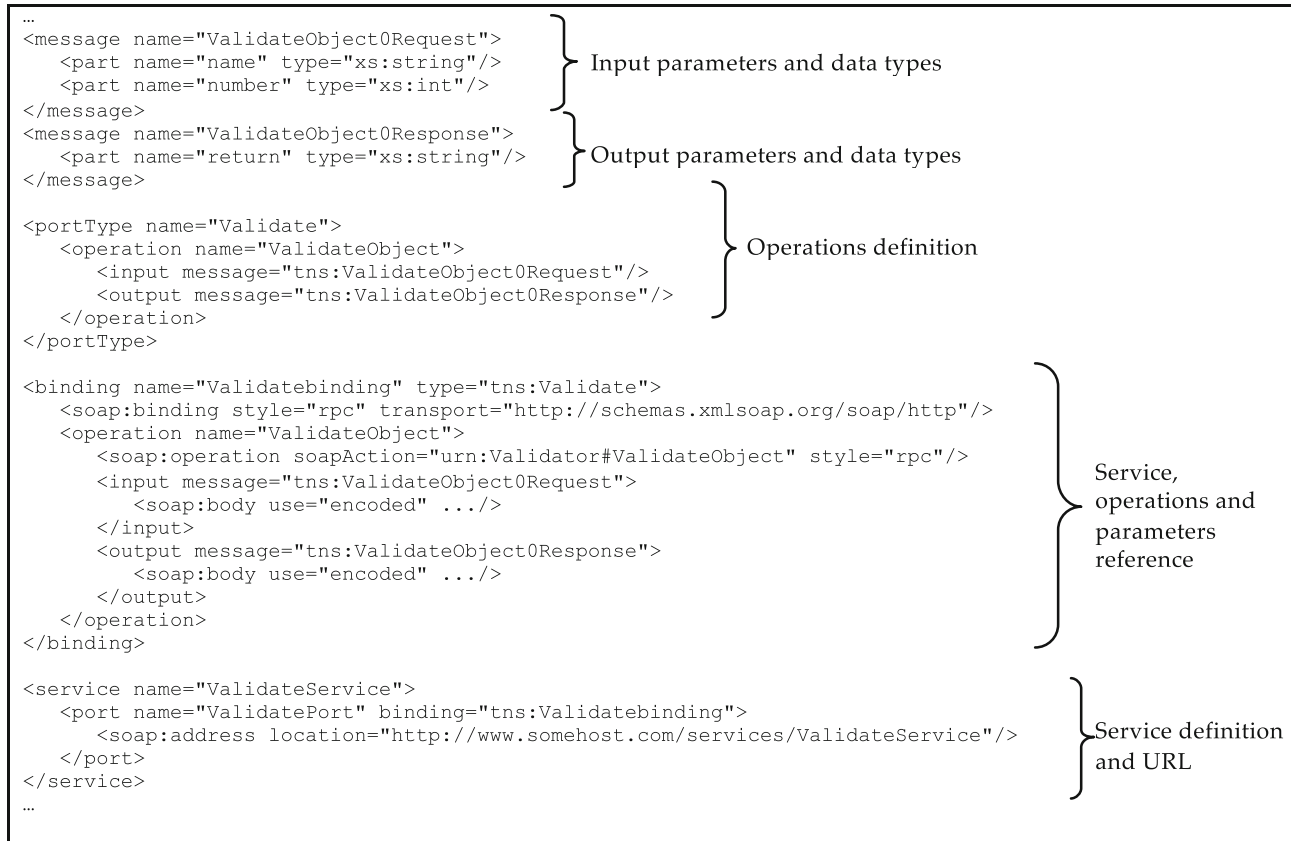 …
<message name="ValidateObject0Request">
<part name="name" type="xs:string"/>
<part name="number" type="xs:int"/>
</message>
Input parameters and data types
<message name="ValidateObject0Response">
<part name="return" type="xs:string"/>
</message>
Output parameters and data types
<portType name="Validate">
<operation name="ValidateObject">
<input message="tns:ValidateObject0Request"/>
<output message="tns:ValidateObject0Response"/>
</operation>
</portType>
Operations definition
<binding name="Validatebinding" type="tns:Validate">
<soap:binding style="rpc" transport="http://schemas.xmlsoap.org/soap/http"/>
<operation name="ValidateObject">
<soap:operation soapAction="urn:Validator#ValidateObject" style="rpc"/>
<input message="tns:ValidateObject0Request">
<soap:body use="encoded" .../>
</input>
<output message="tns:ValidateObject0Response">
<soap:body use="encoded" .../>
</output>
</operation>
</binding>
Service,
operations and
parameters
reference
<service name="ValidateService">
<port name="ValidatePort" binding="tns:Validatebinding">
<soap:address location="http://www.somehost.com/services/ValidateService"/>
</port>
</service>
…
Service definition
and URL